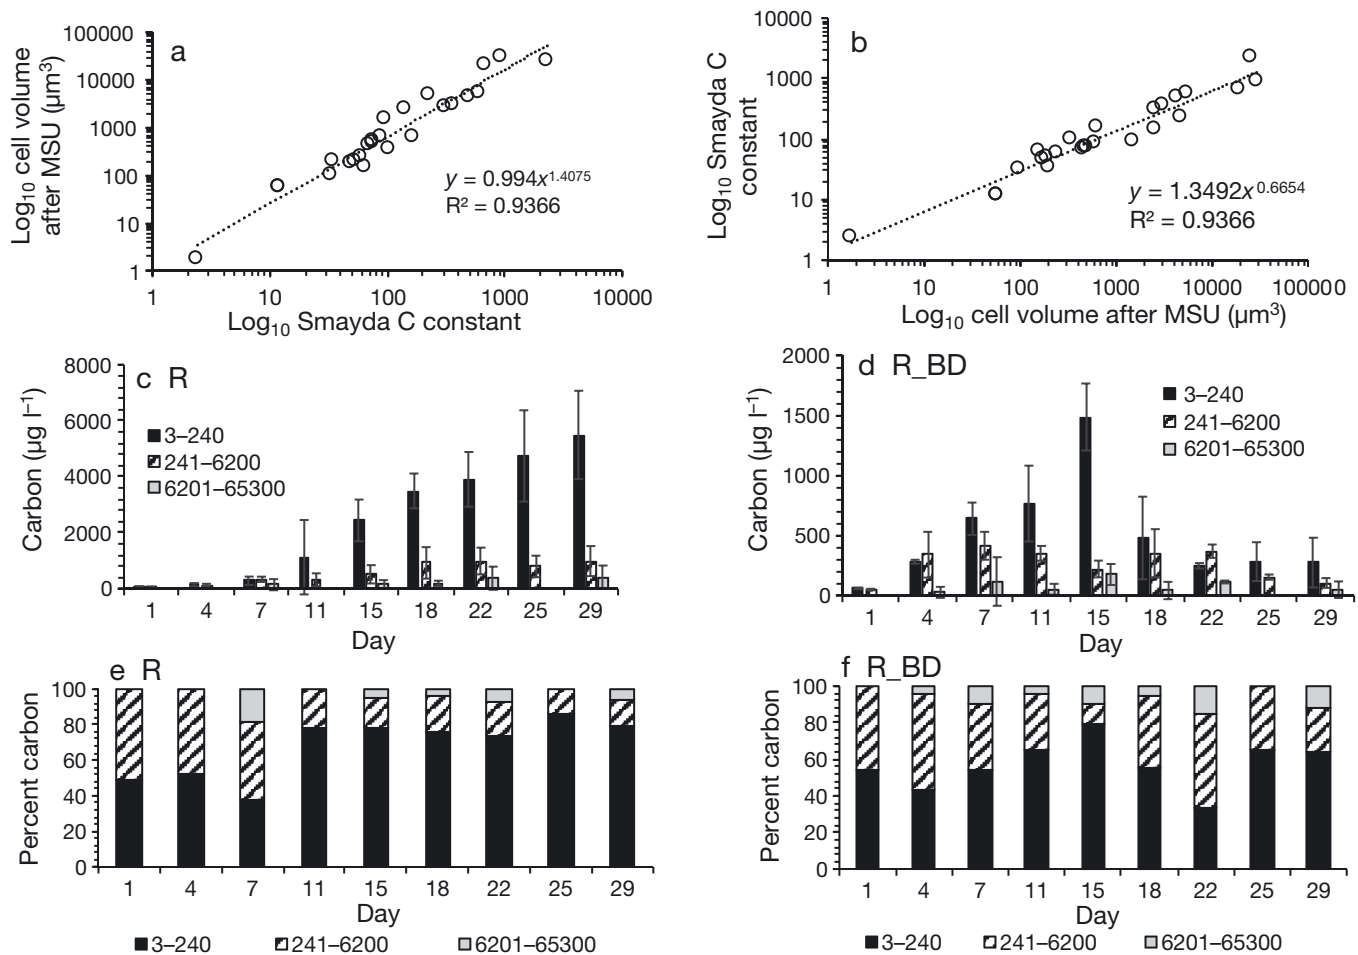 a
Log₁₀ cell volume
after MSU (µm³)
100000
10000
1000
100
10
1
y = 0.994x^1.4075
R² = 0.9366
1 10 100 1000 10000
Log₁₀ Smayda C constant
b
Log₁₀ Smayda C
constant
10000
1000
100
10
1
y = 1.3492x^0.6654
R² = 0.9366
1 10 100 1000 10000 100000
Log₁₀ cell volume after MSU (µm³)
c R
Carbon (µg l⁻¹)
8000
6000
4000
2000
0
3–240
241–6200
6201–65300
1 4 7 11 15 18 22 25 29
Day
d R_BD
Carbon (µg l⁻¹)
2000
1500
1000
500
0
3–240
241–6200
6201–65300
1 4 7 11 15 18 22 25 29
Day
e R
Percent carbon
100
80
60
40
20
0
1 4 7 11 15 18 22 25 29
Day
3–240 241–6200 6201–65300
f R_BD
Percent carbon
100
80
60
40
20
0
1 4 7 11 15 18 22 25 29
Day
3–240 241–6200 6201–65300